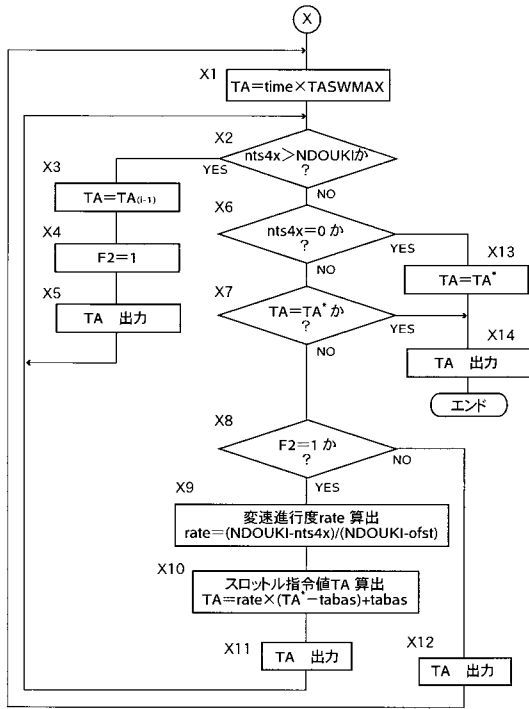 X
X1
TA=time×TASWMAX
X2
nts4x>NDOUKIか
?
YES
NO
X3
TA=TA(i-1)
X4
F2=1
X5
TA 出力
X6
nts4x=0 か
?
YES
NO
X13
TA=TA*
X7
TA=TA* か
?
YES
NO
X14
TA 出力
エンド
X8
F2=1 か
?
NO
YES
X9
変速進行度rate 算出
rate=(NDOUKI-nts4x)/(NDOUKI-ofst)
X10
スロットル指令値TA 算出
TA=rate×(TA*-tabas)+tabas
X11
TA 出力
X12
TA 出力